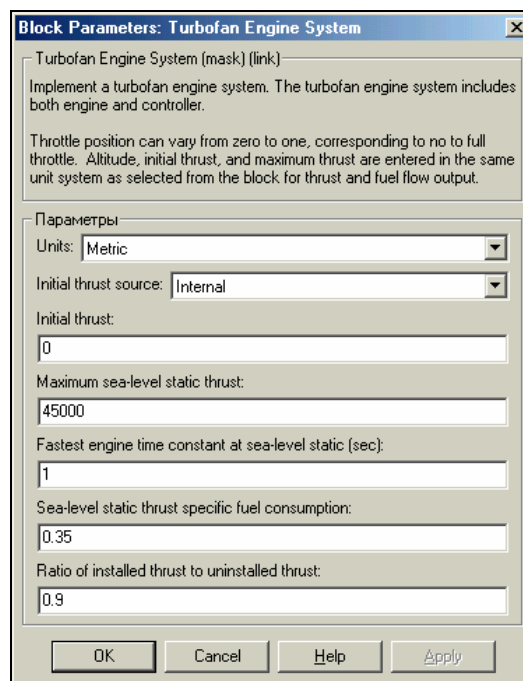 Block Parameters: Turbofan Engine System
Turbofan Engine System (mask) (link)
Implement a turbofan engine system. The turbofan engine system includes
both engine and controller.
Throttle position can vary from zero to one, corresponding to no to full
throttle. Altitude, initial thrust, and maximum thrust are entered in the same
unit system as selected from the block for thrust and fuel flow output.
Параметры
Units: Metric
Initial thrust source: Internal
Initial thrust:
0
Maximum sea-level static thrust:
45000
Fastest engine time constant at sea-level static (sec):
1
Sea-level static thrust specific fuel consumption:
0.35
Ratio of installed thrust to uninstalled thrust:
0.9
OK Cancel Help Apply